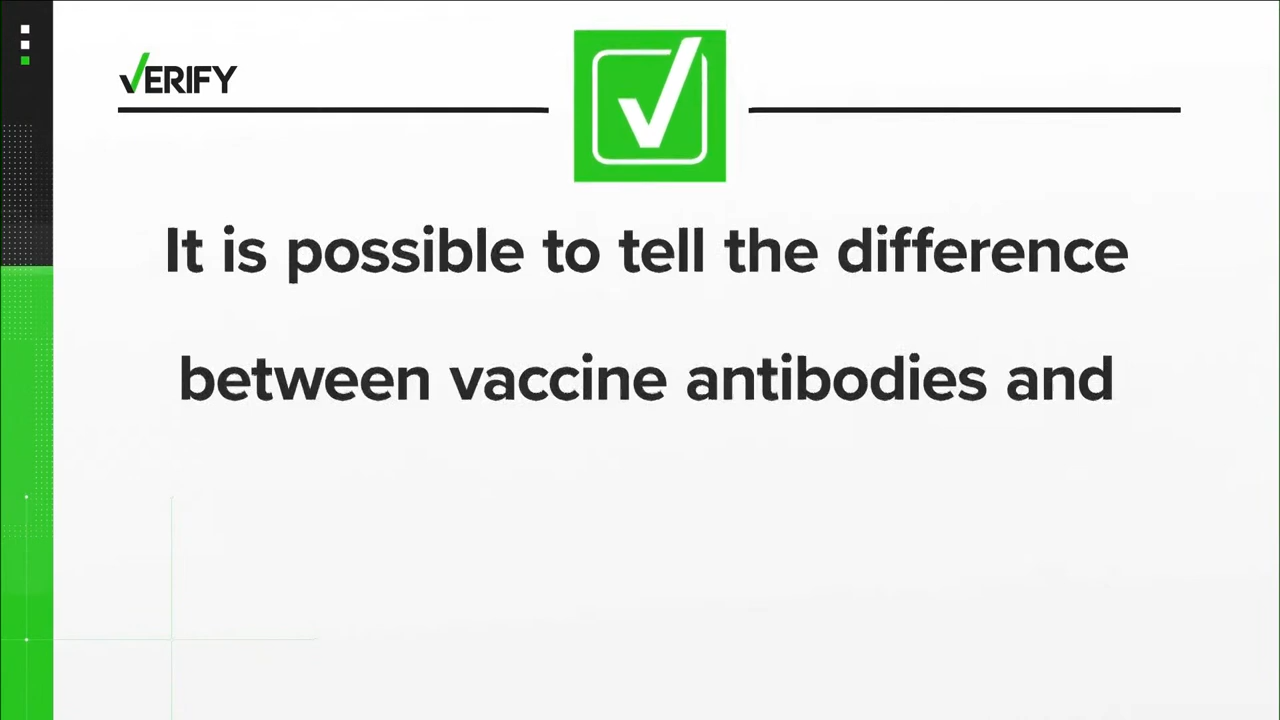 VERIFY
It is possible to tell the difference
between vaccine antibodies and